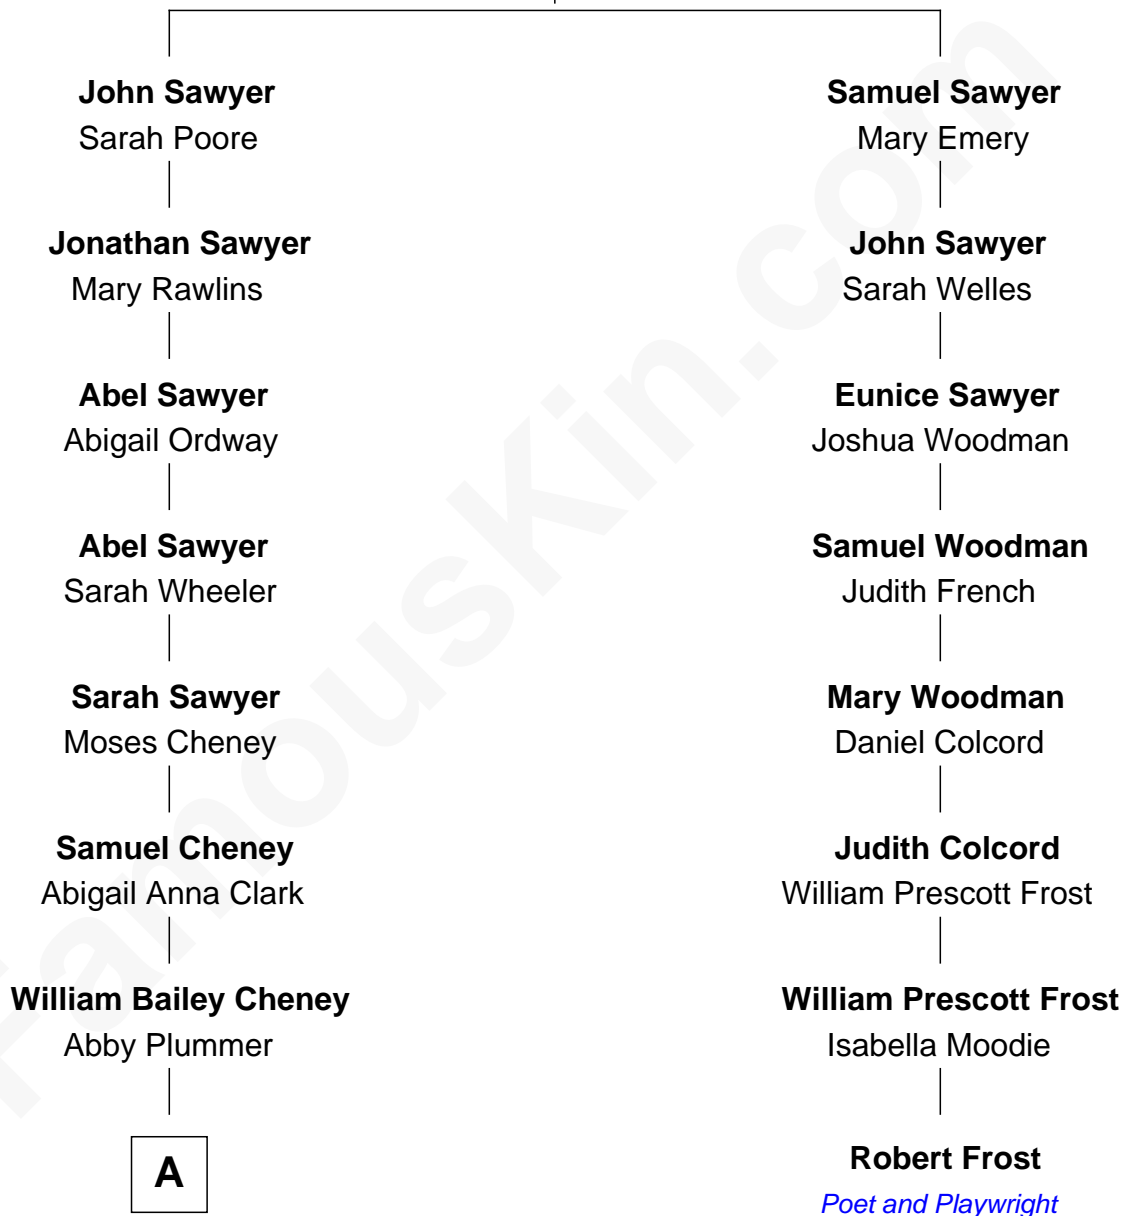 John Sawyer
Sarah Poore
Jonathan Sawyer
Mary Rawlins
Abel Sawyer
Abigail Ordway
Abel Sawyer
Sarah Wheeler
Sarah Sawyer
Moses Cheney
Samuel Cheney
Abigail Anna Clark
William Bailey Cheney
Abby Plummer
A
Samuel Sawyer
Mary Emery
John Sawyer
Sarah Welles
Eunice Sawyer
Joshua Woodman
Samuel Woodman
Judith French
Mary Woodman
Daniel Colcord
Judith Colcord
William Prescott Frost
William Prescott Frost
Isabella Moodie
Robert Frost
Poet and Playwright
FamousKin.com